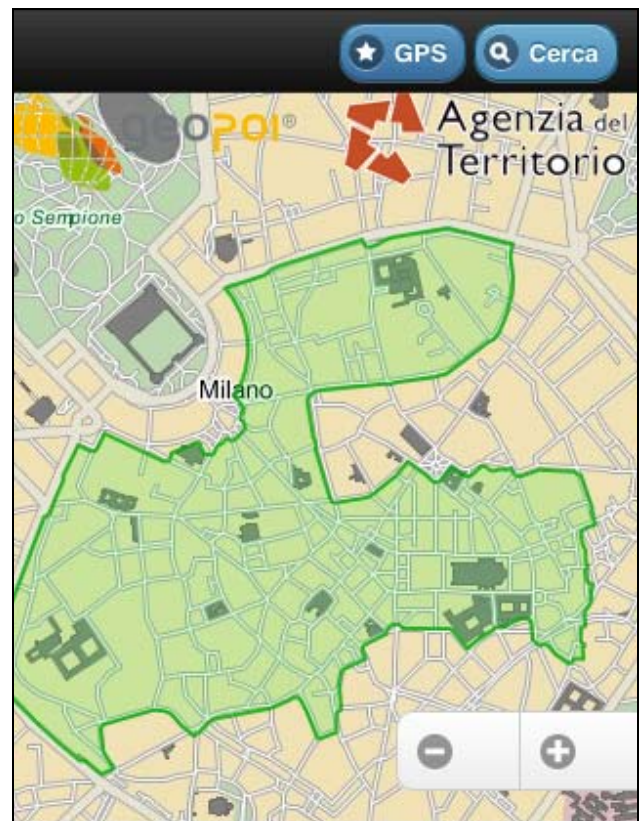 GPS
Cerca
geopoi®
Agenzia del
Territorio
o Sempione
Milano